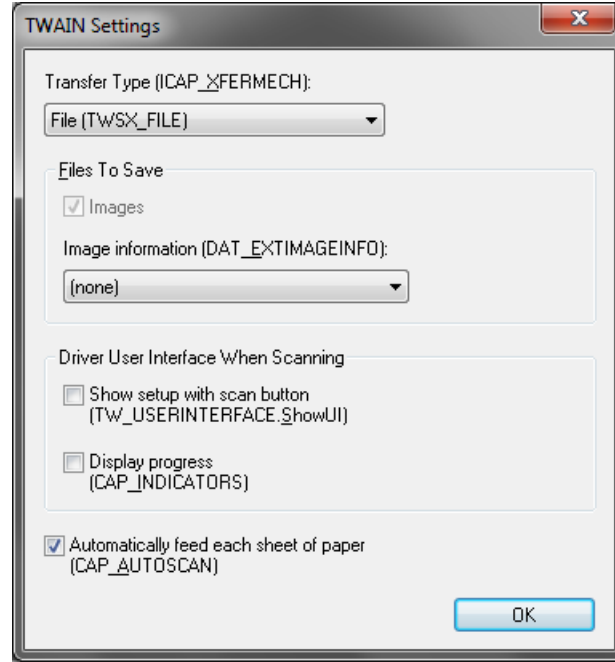 TWAIN Settings
Transfer Type (ICAP_XFERMECH):
File (TWSX_FILE)
Files To Save
Images
Image information (DAT_EXTIMAGEINFO):
(none)
Driver User Interface When Scanning
Show setup with scan button
(TW_USERINTERFACE.ShowUI)
Display progress
(CAP_INDICATORS)
Automatically feed each sheet of paper
(CAP_AUTOSCAN)
OK